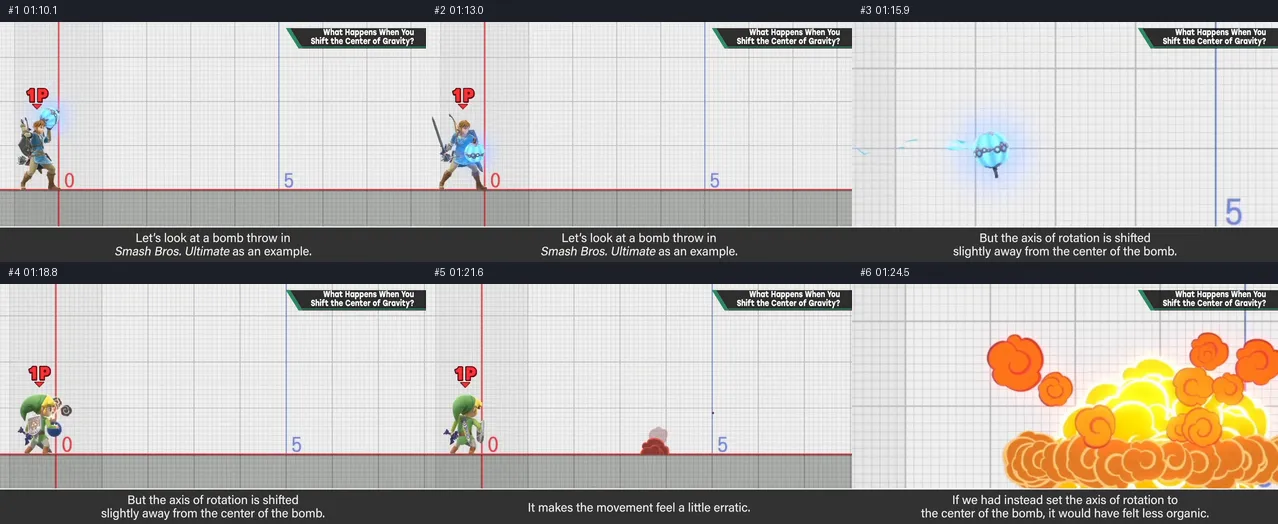 #1 01:10.1
What Happens When You
Shift the Center of Gravity?
1P
0
5
Let's look at a bomb throw in
Smash Bros. Ultimate as an example.
#2 01:13.0
What Happens When You
Shift the Center of Gravity?
1P
0
5
Let's look at a bomb throw in
Smash Bros. Ultimate as an example.
#3 01:15.9
What Happens When You
Shift the Center of Gravity?
5
But the axis of rotation is shifted
slightly away from the center of the bomb.
#4 01:18.8
What Happens When You
Shift the Center of Gravity?
1P
0
5
But the axis of rotation is shifted
slightly away from the center of the bomb.
#5 01:21.6
What Happens When You
Shift the Center of Gravity?
1P
0
5
It makes the movement feel a little erratic.
#6 01:24.5
What Happens When You
Shift the Center of Gravity?
If we had instead set the axis of rotation to
the center of the bomb, it would have felt less organic.